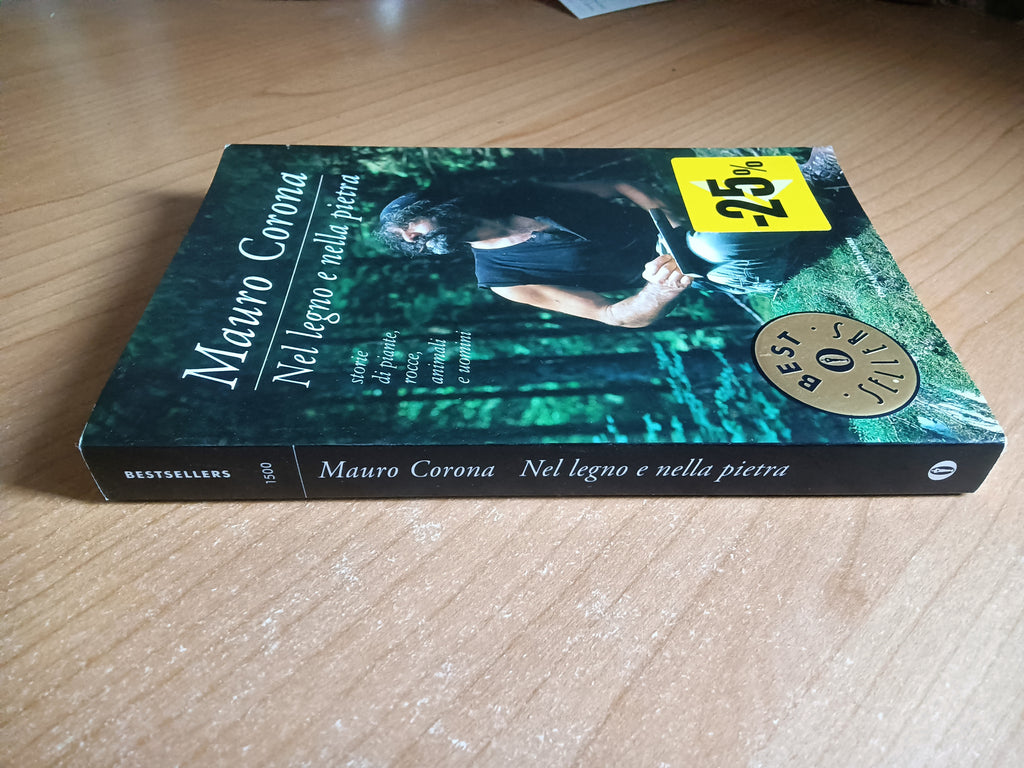 Mauro Corona
Nel legno e nella pietra
storie
di piante,
rocce,
animali
e uomini
-25%
BEST
SELLERS
BESTSELLERS
1500
Mauro Corona Nel legno e nella pietra